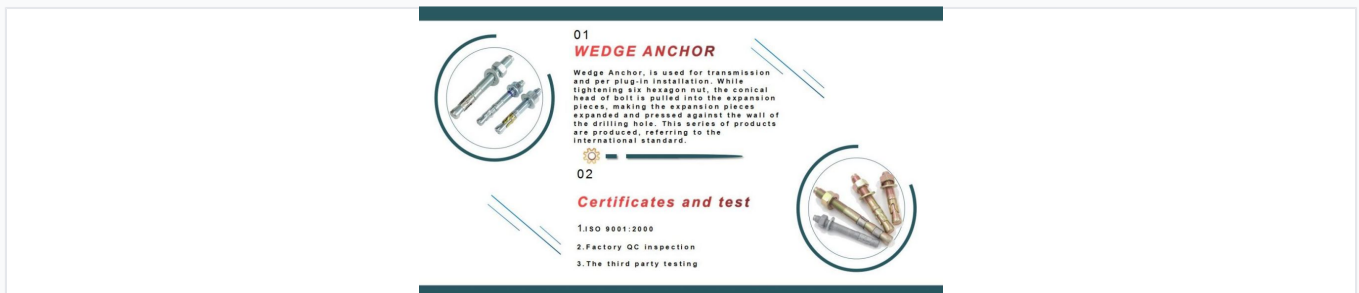 01
WEDGE ANCHOR
Wedge Anchor, is used for transmission
and per plug-in installation. While
tightening six hexagon nut, the conical
head of bolt is pulled into the expansion
pieces, making the expansion pieces
expanded and pressed against the wall of
the drilling hole. This series of products
are produced, referring to the
international standard.
02
Certificates and test
1.ISO 9001:2000
2.Factory QC inspection
3.The third party testing